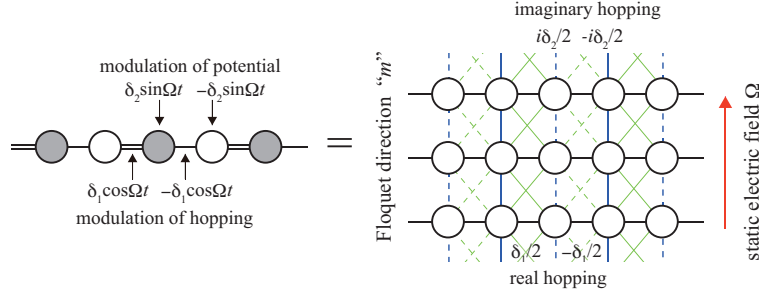 modulation of potential
δ₂sinΩt −δ₂sinΩt
δ₁cosΩt −δ₁cosΩt
modulation of hopping
=
Floquet direction “m”
imaginary hopping
iδ₂/2 -iδ₂/2
δ₁/2 −δ₁/2
real hopping
static electric field Ω